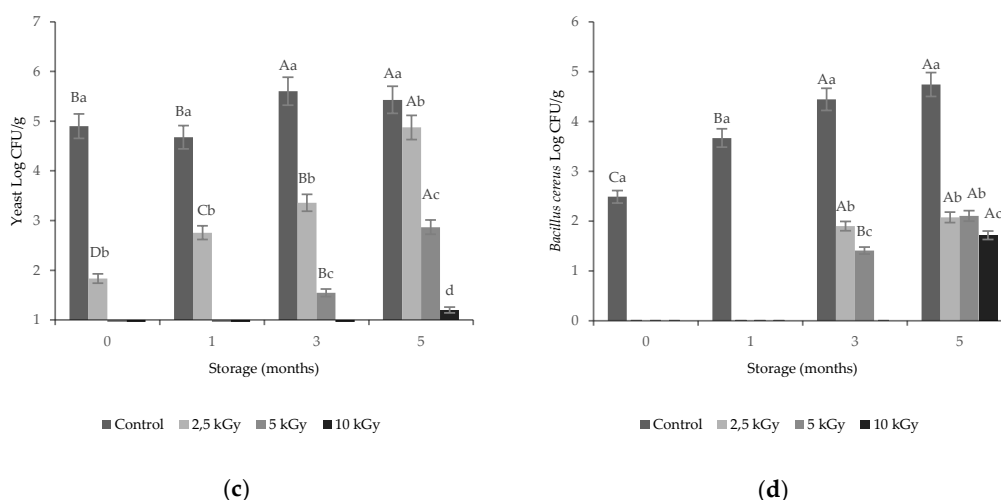 7
6
5
4
3
2
1
Yeast Log CFU/g
Ba
Db
Ba
Cb
Aa
Bb
Bc
Aa
Ab
Ac
d
0
1
3
5
Storage (months)
Control
2,5 kGy
5 kGy
10 kGy
(c)
6
5
4
3
2
1
0
Bacillus cereus Log CFU/g
Ca
Ba
Aa
Ab
Bc
Aa
Ab
Ab
Ac
0
1
3
5
Storage (months)
Control
2,5 kGy
5 kGy
10 kGy
(d)